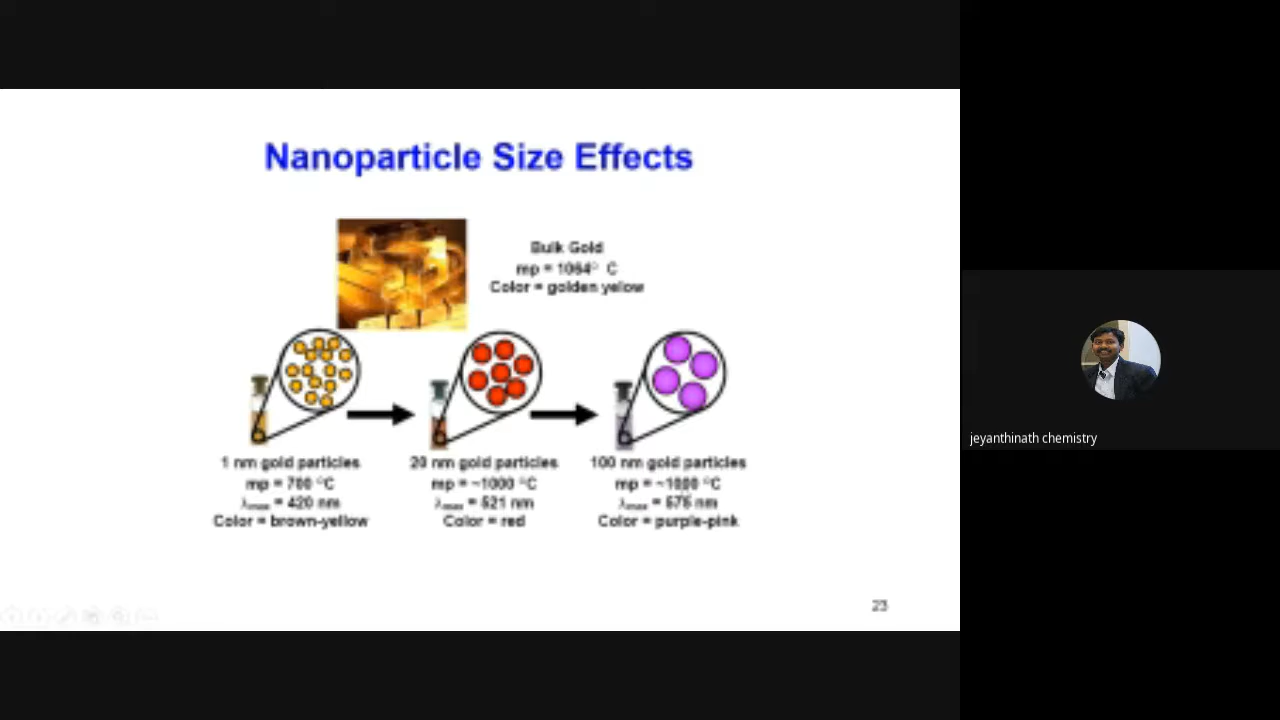 Nanoparticle Size Effects
Bulk Gold
mp = 1064° C
Color = golden yelow
1 nm gold particles
mp = 700 °C
λmax = 420 nm
Color = brown-yellow
20 nm gold particles
mp = ~1000 °C
λmax = 521 nm
Color = red
100 nm gold particles
mp = ~1000 °C
λmax = 575 nm
Color = purple-pink
23
jeyanthinath chemistry